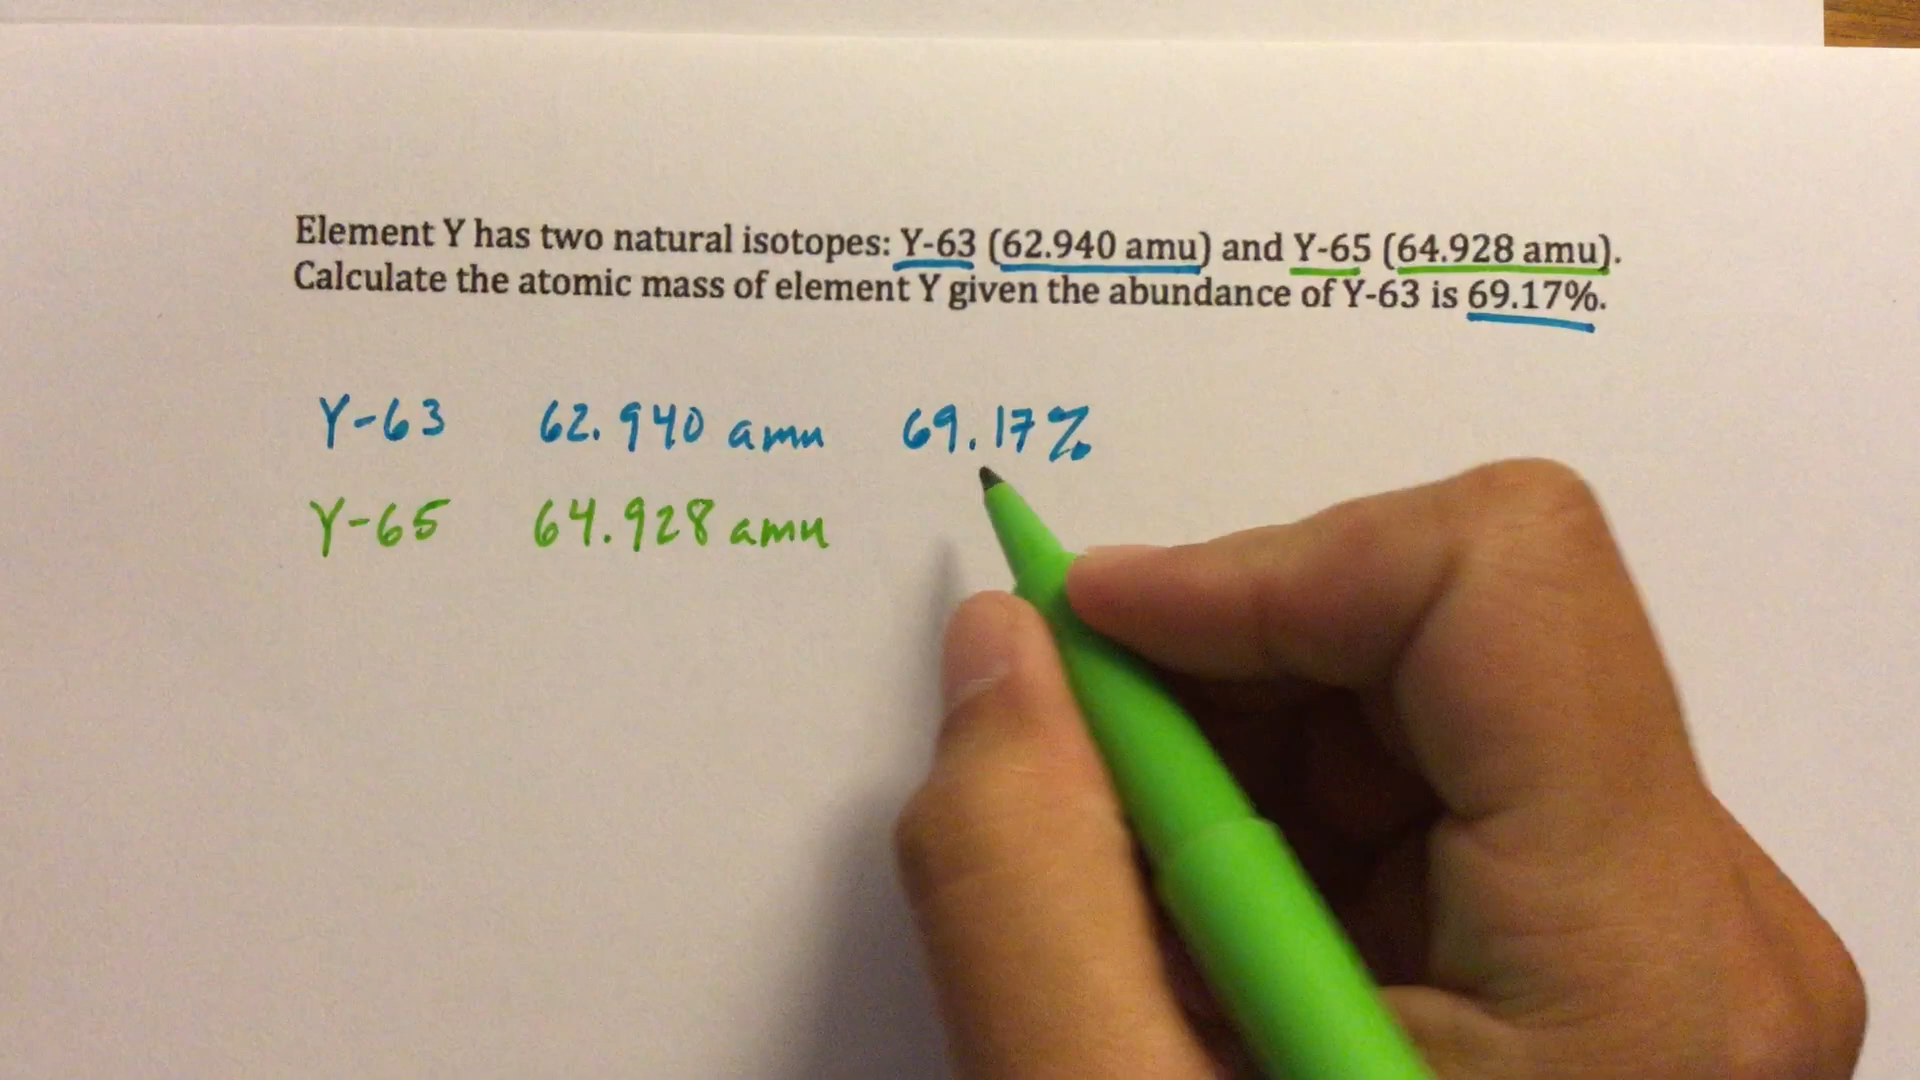 Element Y has two natural isotopes: Y-63 (62.940 amu) and Y-65 (64.928 amu).
Calculate the atomic mass of element Y given the abundance of Y-63 is 69.17%.
Y-63 62.940 amu 69.17%
Y-65 64.928 amu